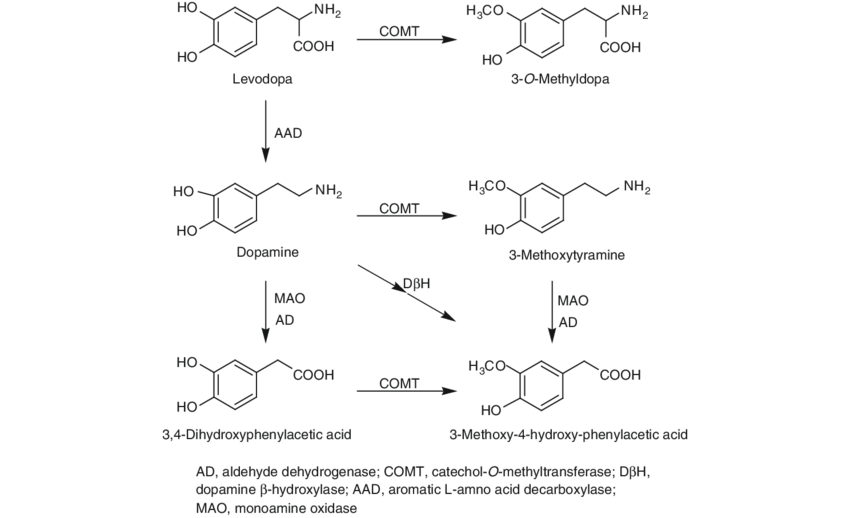 HO NH₂ H₃CO NH₂
COMT
HO COOH HO COOH
Levodopa 3-O-Methyldopa
AAD
HO NH₂ H₃CO NH₂
COMT
HO HO
Dopamine 3-Methoxytyramine
DβH
MAO MAO
AD AD
HO COOH H₃CO COOH
COMT
HO HO
3,4-Dihydroxyphenylacetic acid 3-Methoxy-4-hydroxy-phenylacetic acid
AD, aldehyde dehydrogenase; COMT, catechol-O-methyltransferase; DβH,
dopamine β-hydroxylase; AAD, aromatic L-amno acid decarboxylase;
MAO, monoamine oxidase